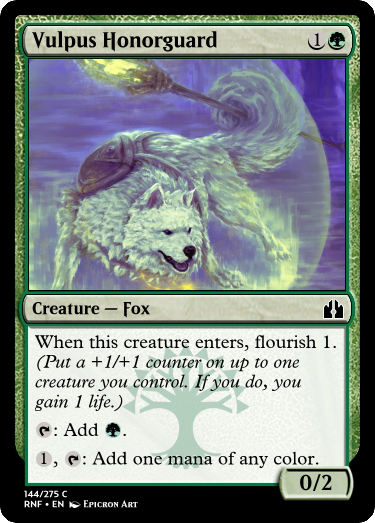 Vulpus Honorguard 1
Creature — Fox
When this creature enters, flourish 1.
(Put a +1/+1 counter on up to one
creature you control. If you do, you
gain 1 life.)
: Add .
1, : Add one mana of any color.
0/2
144/275 C
RNF • EN Epicron Art